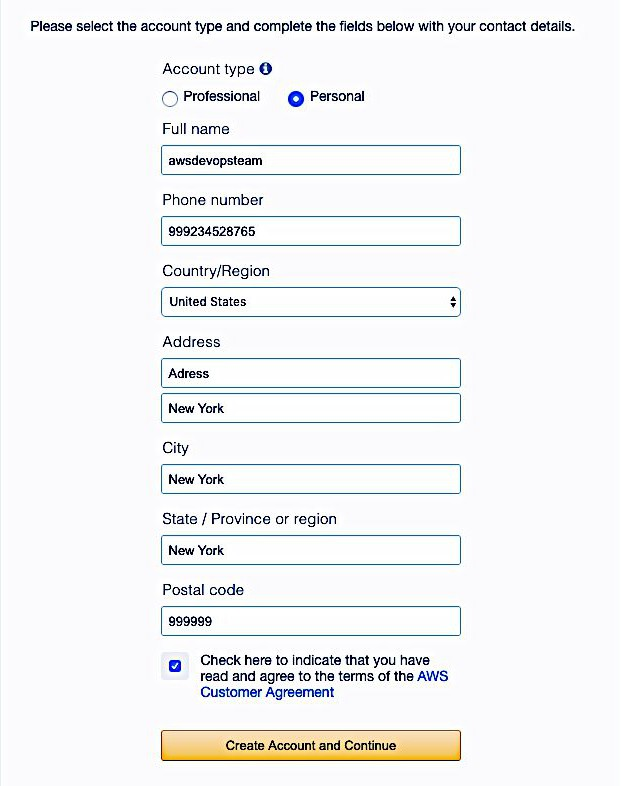 Please select the account type and complete the fields below with your contact details.
Account type
Professional Personal
Full name
awsdevopsteam
Phone number
999234528765
Country/Region
United States
Address
Adress
New York
City
New York
State / Province or region
New York
Postal code
999999
Check here to indicate that you have
read and agree to the terms of the AWS
Customer Agreement
Create Account and Continue